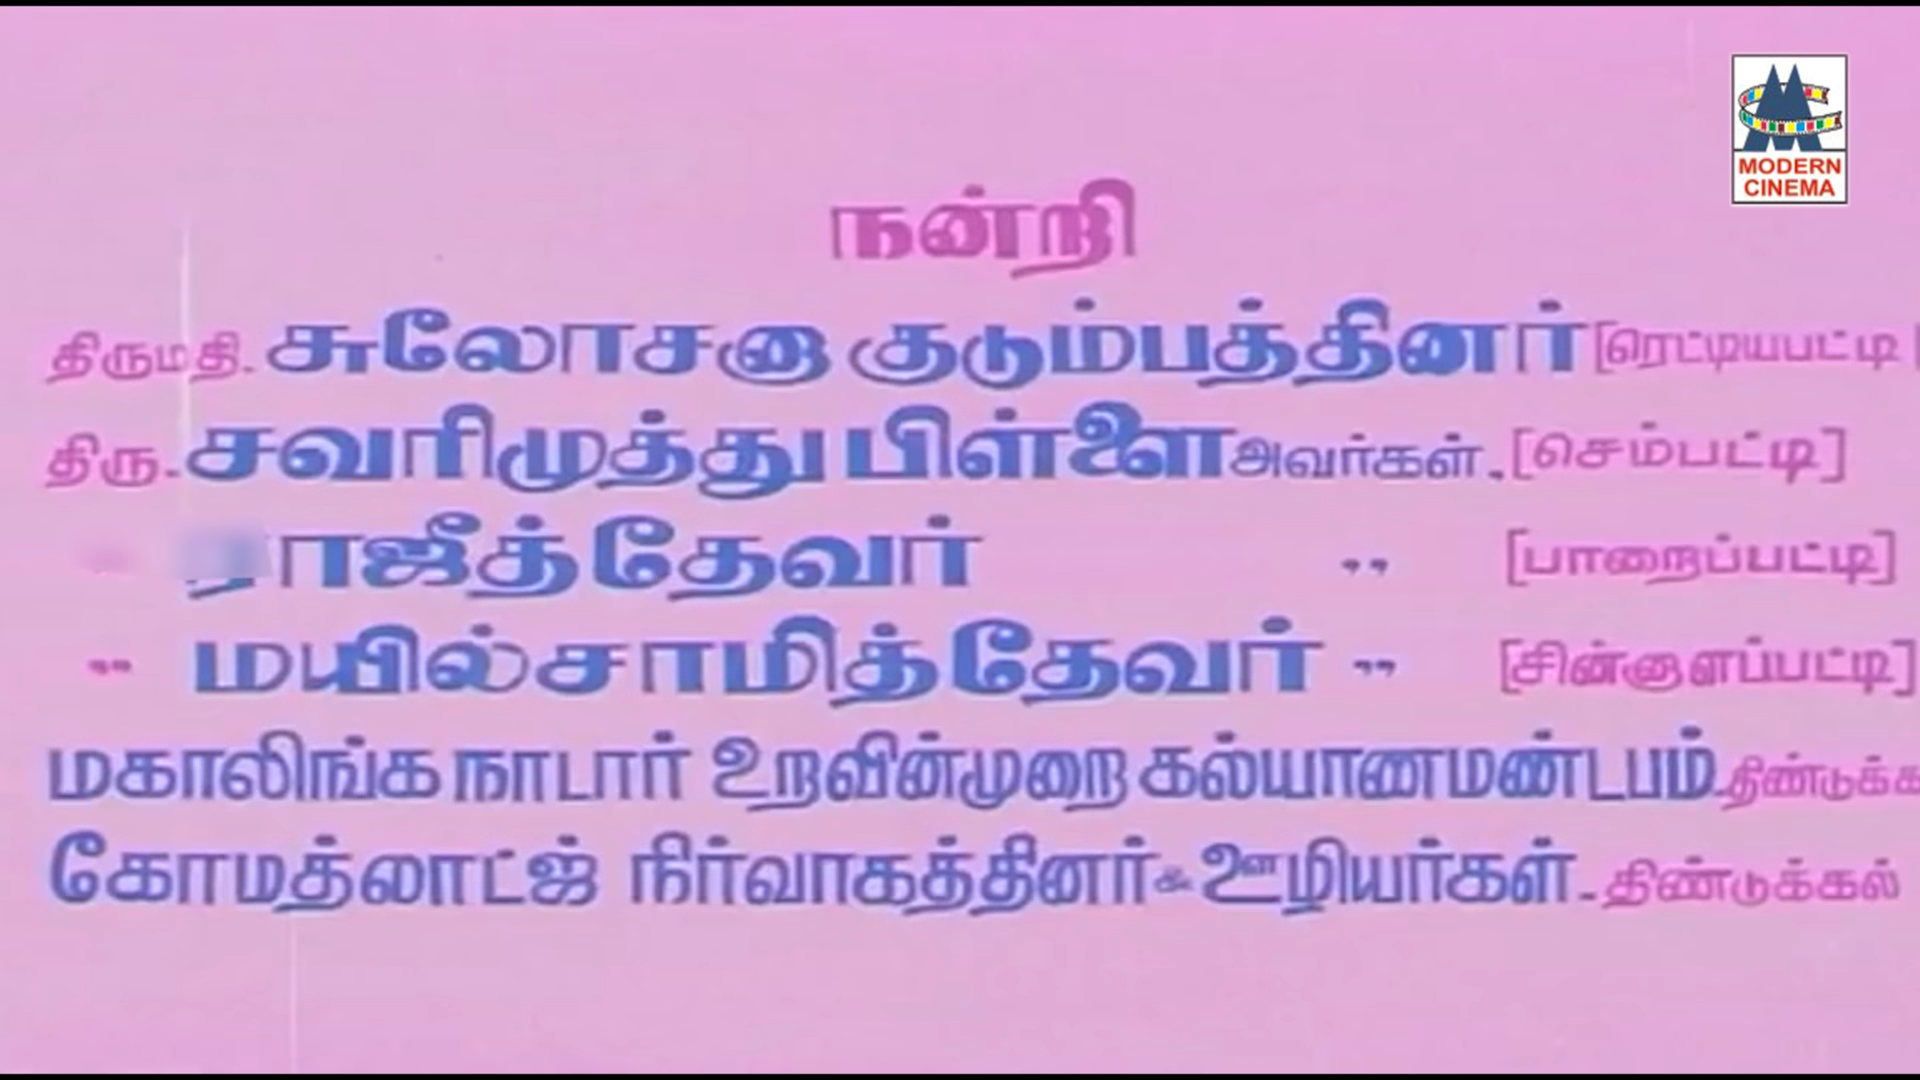 MODERN
CINEMA
நன்றி
திருமதி. சுலோசனா குடும்பத்தினர் [ரெட்டியபட்டி]
திரு. சவரிமுத்து பிள்ளை அவர்கள். [செம்பட்டி]
ராஜீத்தேவர் ,, [பாறைப்பட்டி]
,, மயில்சாமித்தேவர் ,, [சின்னாளப்பட்டி]
மகாலிங்க நாடார் உறவின்முறை கல்யாணமண்டபம்-
கோமத்லாட்ஜ் நிர்வாகத்தினர் & ஊழியர்கள்.-திண்டுக்கல்